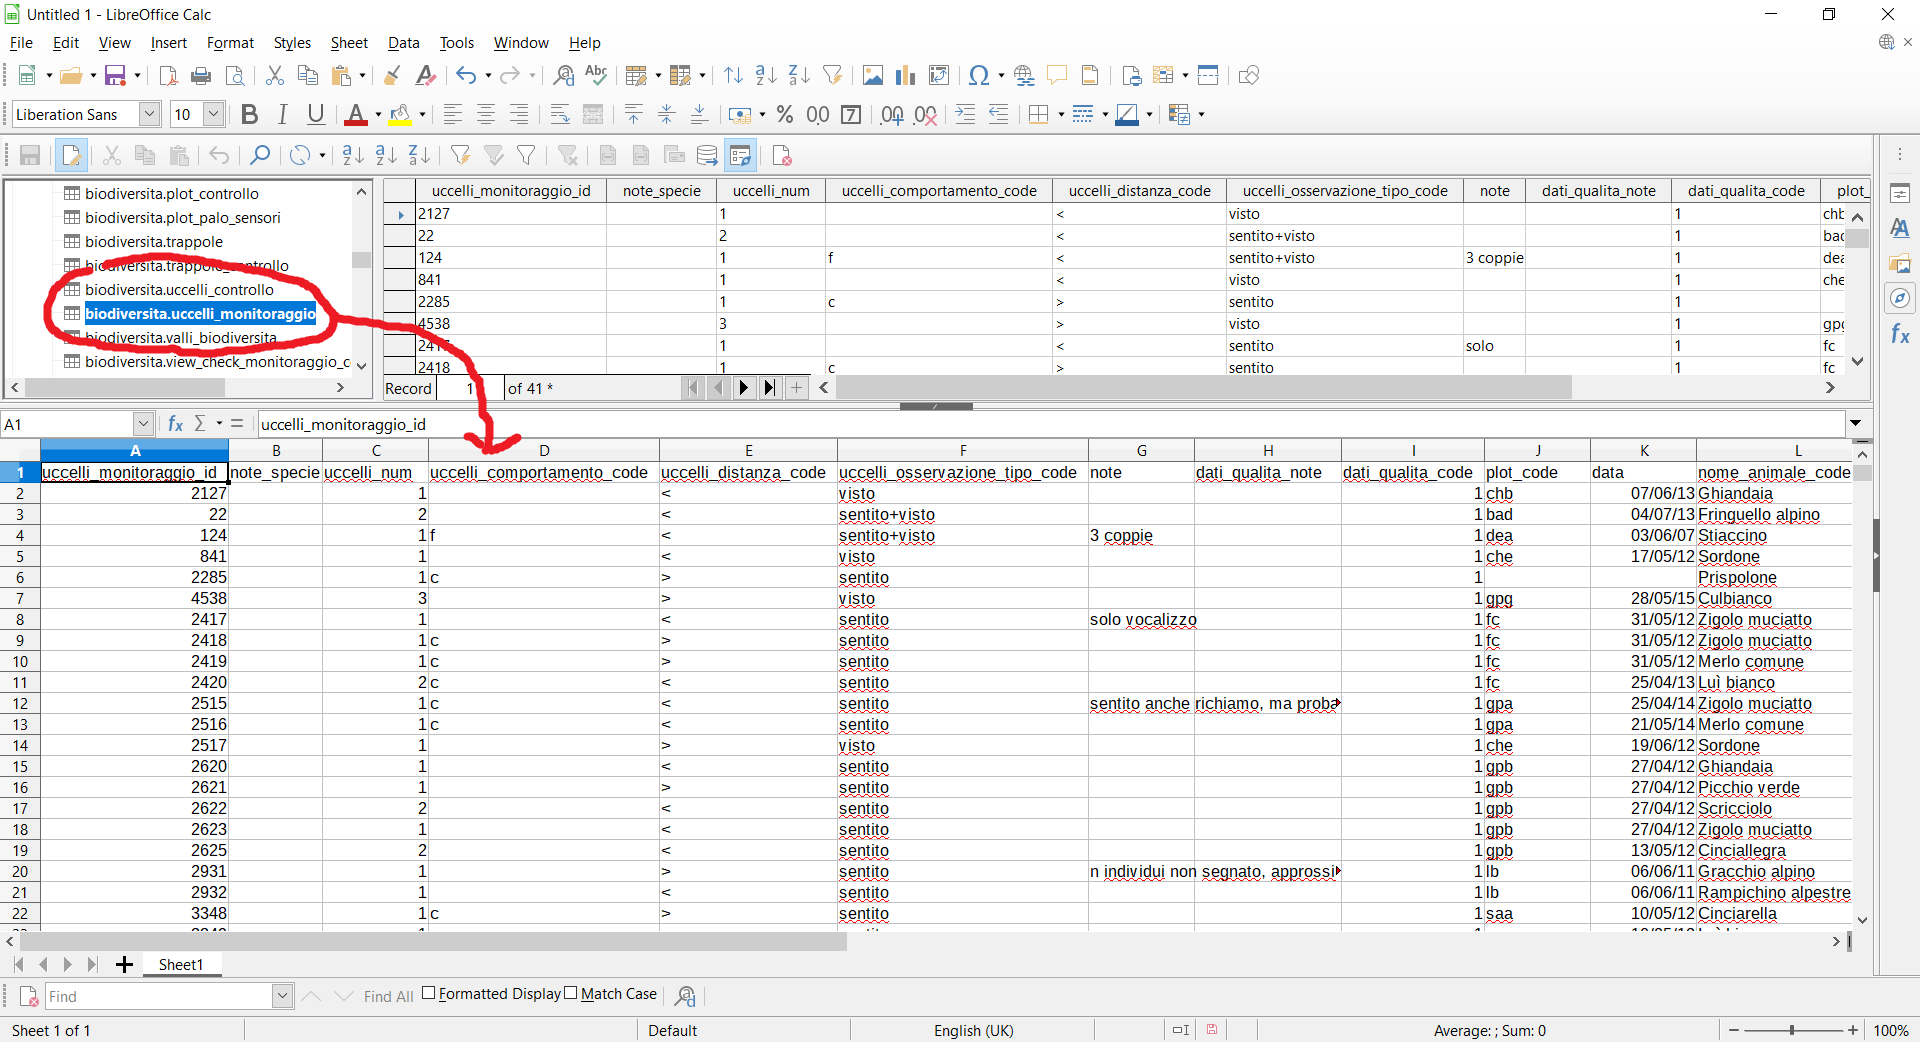 Untitled 1 - LibreOffice Calc
File Edit View Insert Format Styles Sheet Data Tools Window Help
Liberation Sans 10
biodiversita.plot_controllo
biodiversita.plot_palo_sensori
biodiversita.trappole
biodiversita.trappole_controllo
biodiversita.uccelli_controllo
biodiversita.uccelli_monitoraggio
biodiversita.valli_biodiversita
biodiversita.view_check_monitoraggio_c
uccelli_monitoraggio_id note_specie uccelli_num uccelli_comportamento_code uccelli_distanza_code uccelli_osservazione_tipo_code note dati_qualita_note dati_qualita_code plot_
2127 1 < visto 1 chb
22 2 < sentito+visto 1 bad
124 1 f < sentito+visto 3 coppie 1 dea
841 1 < visto 1 che
2285 1 c > sentito 1
4538 3 > visto 1 gpg
2417 1 < sentito solo 1 fc
2418 1 c > sentito 1 fc
Record 1 of 41 *
A1 uccelli_monitoraggio_id
A B C D E F G H I J K L
1 uccelli_monitoraggio_id note_specie uccelli_num uccelli_comportamento_code uccelli_distanza_code uccelli_osservazione_tipo_code note dati_qualita_note dati_qualita_code plot_code data nome_animale_code
2 2127 1 < visto 1 chb 07/06/13 Ghiandaia
3 22 2 < sentito+visto 1 bad 04/07/13 Fringuello alpino
4 124 1 f < sentito+visto 3 coppie 1 dea 03/06/07 Stiaccino
5 841 1 < visto 1 che 17/05/12 Sordone
6 2285 1 c > sentito 1 Prispolone
7 4538 3 > visto 1 gpg 28/05/15 Culbianco
8 2417 1 < sentito solo vocalizzo 1 fc 31/05/12 Zigolo muciatto
9 2418 1 c > sentito 1 fc 31/05/12 Zigolo muciatto
10 2419 1 c > sentito 1 fc 31/05/12 Merlo comune
11 2420 2 c < sentito 1 fc 25/04/13 Luì bianco
12 2515 1 c < sentito sentito anche richiamo, ma proba 1 gpa 25/04/14 Zigolo muciatto
13 2516 1 c < sentito 1 gpa 21/05/14 Merlo comune
14 2517 1 > visto 1 che 19/06/12 Sordone
15 2620 1 < sentito 1 gpb 27/04/12 Ghiandaia
16 2621 1 > sentito 1 gpb 27/04/12 Picchio verde
17 2622 2 < sentito 1 gpb 27/04/12 Scricciolo
18 2623 1 < sentito 1 gpb 27/04/12 Zigolo muciatto
19 2625 2 < sentito 1 gpb 13/05/12 Cinciallegra
20 2931 1 > sentito n individui non segnato, approssi 1 lb 06/06/11 Gracchio alpino
21 2932 1 < sentito 1 lb 06/06/11 Rampichino alpestre
22 3348 1 c > sentito 1 saa 10/05/12 Cinciarella
Sheet1
Find Find All Formatted Display Match Case
Sheet 1 of 1 Default English (UK) Average: ; Sum: 0 100%